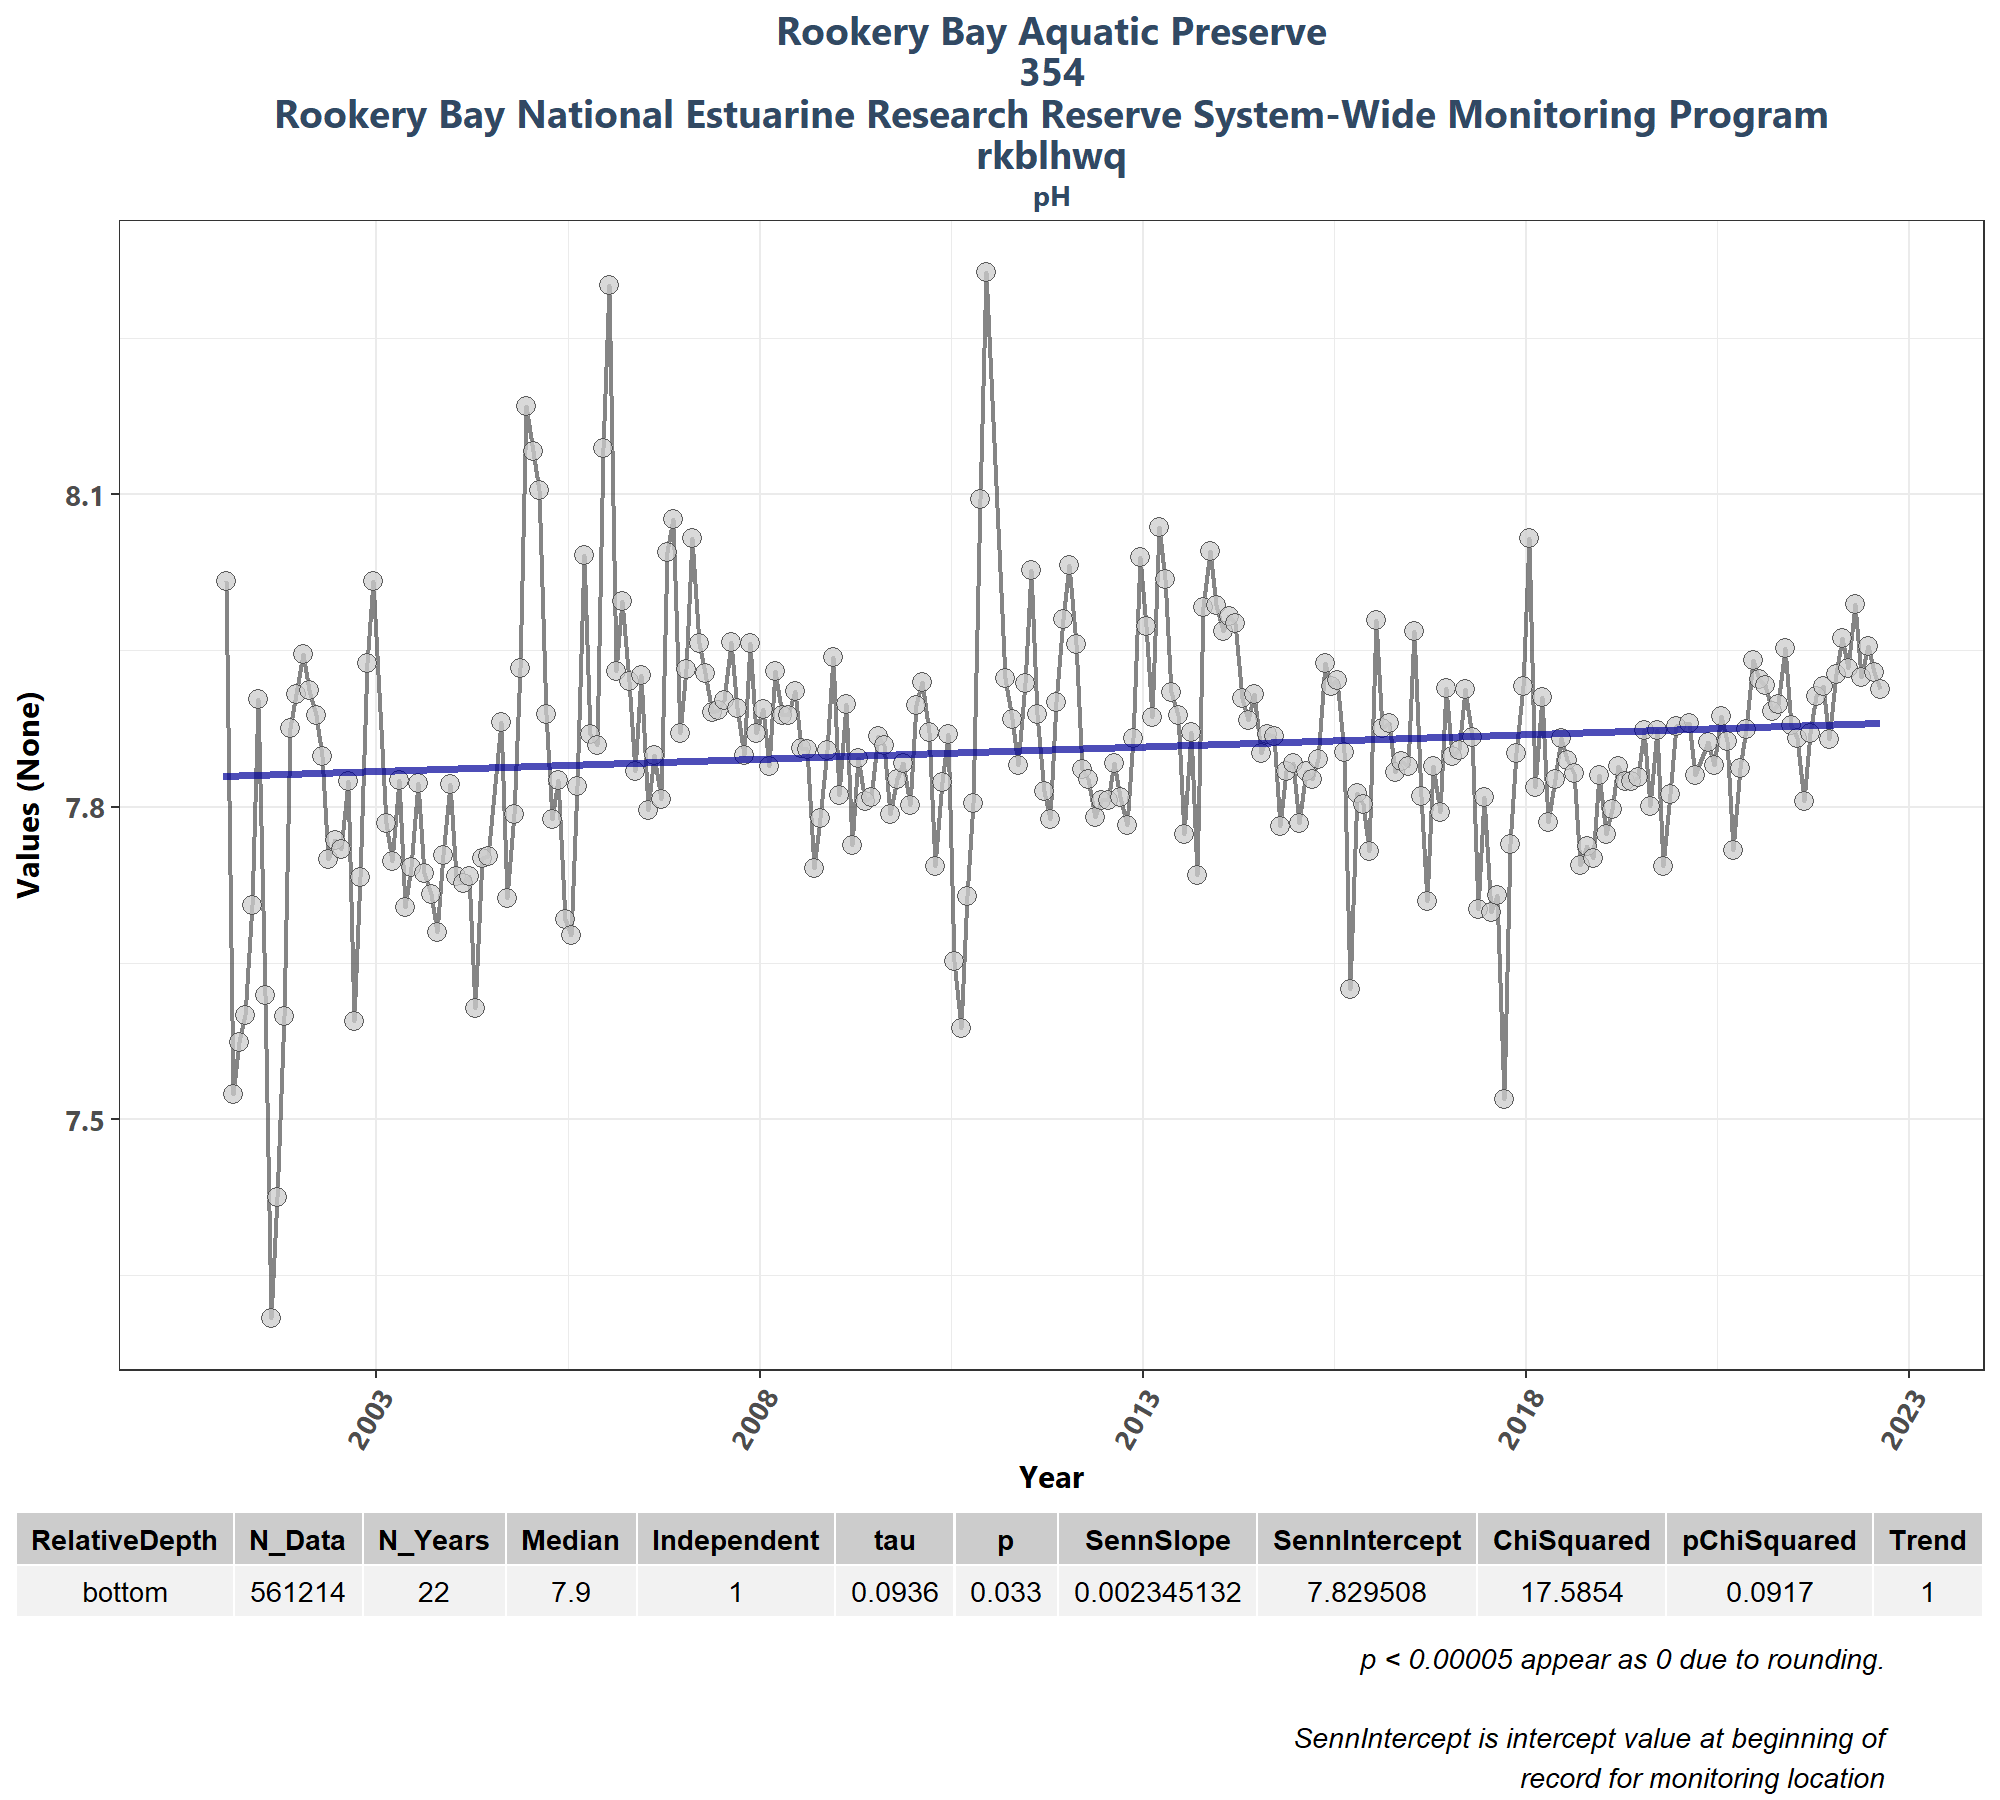 Rookery Bay Aquatic Preserve
354
Rookery Bay National Estuarine Research Reserve System-Wide Monitoring Program
rkblhwq
pH
Values (None)
8.1
7.8
7.5
2003
2008
2013
2018
2023
Year
RelativeDepth N_Data N_Years Median Independent tau p SennSlope SennIntercept ChiSquared pChiSquared Trend
bottom 561214 22 7.9 1 0.0936 0.033 0.002345132 7.829508 17.5854 0.0917 1
p < 0.00005 appear as 0 due to rounding.
SennIntercept is intercept value at beginning of
record for monitoring location